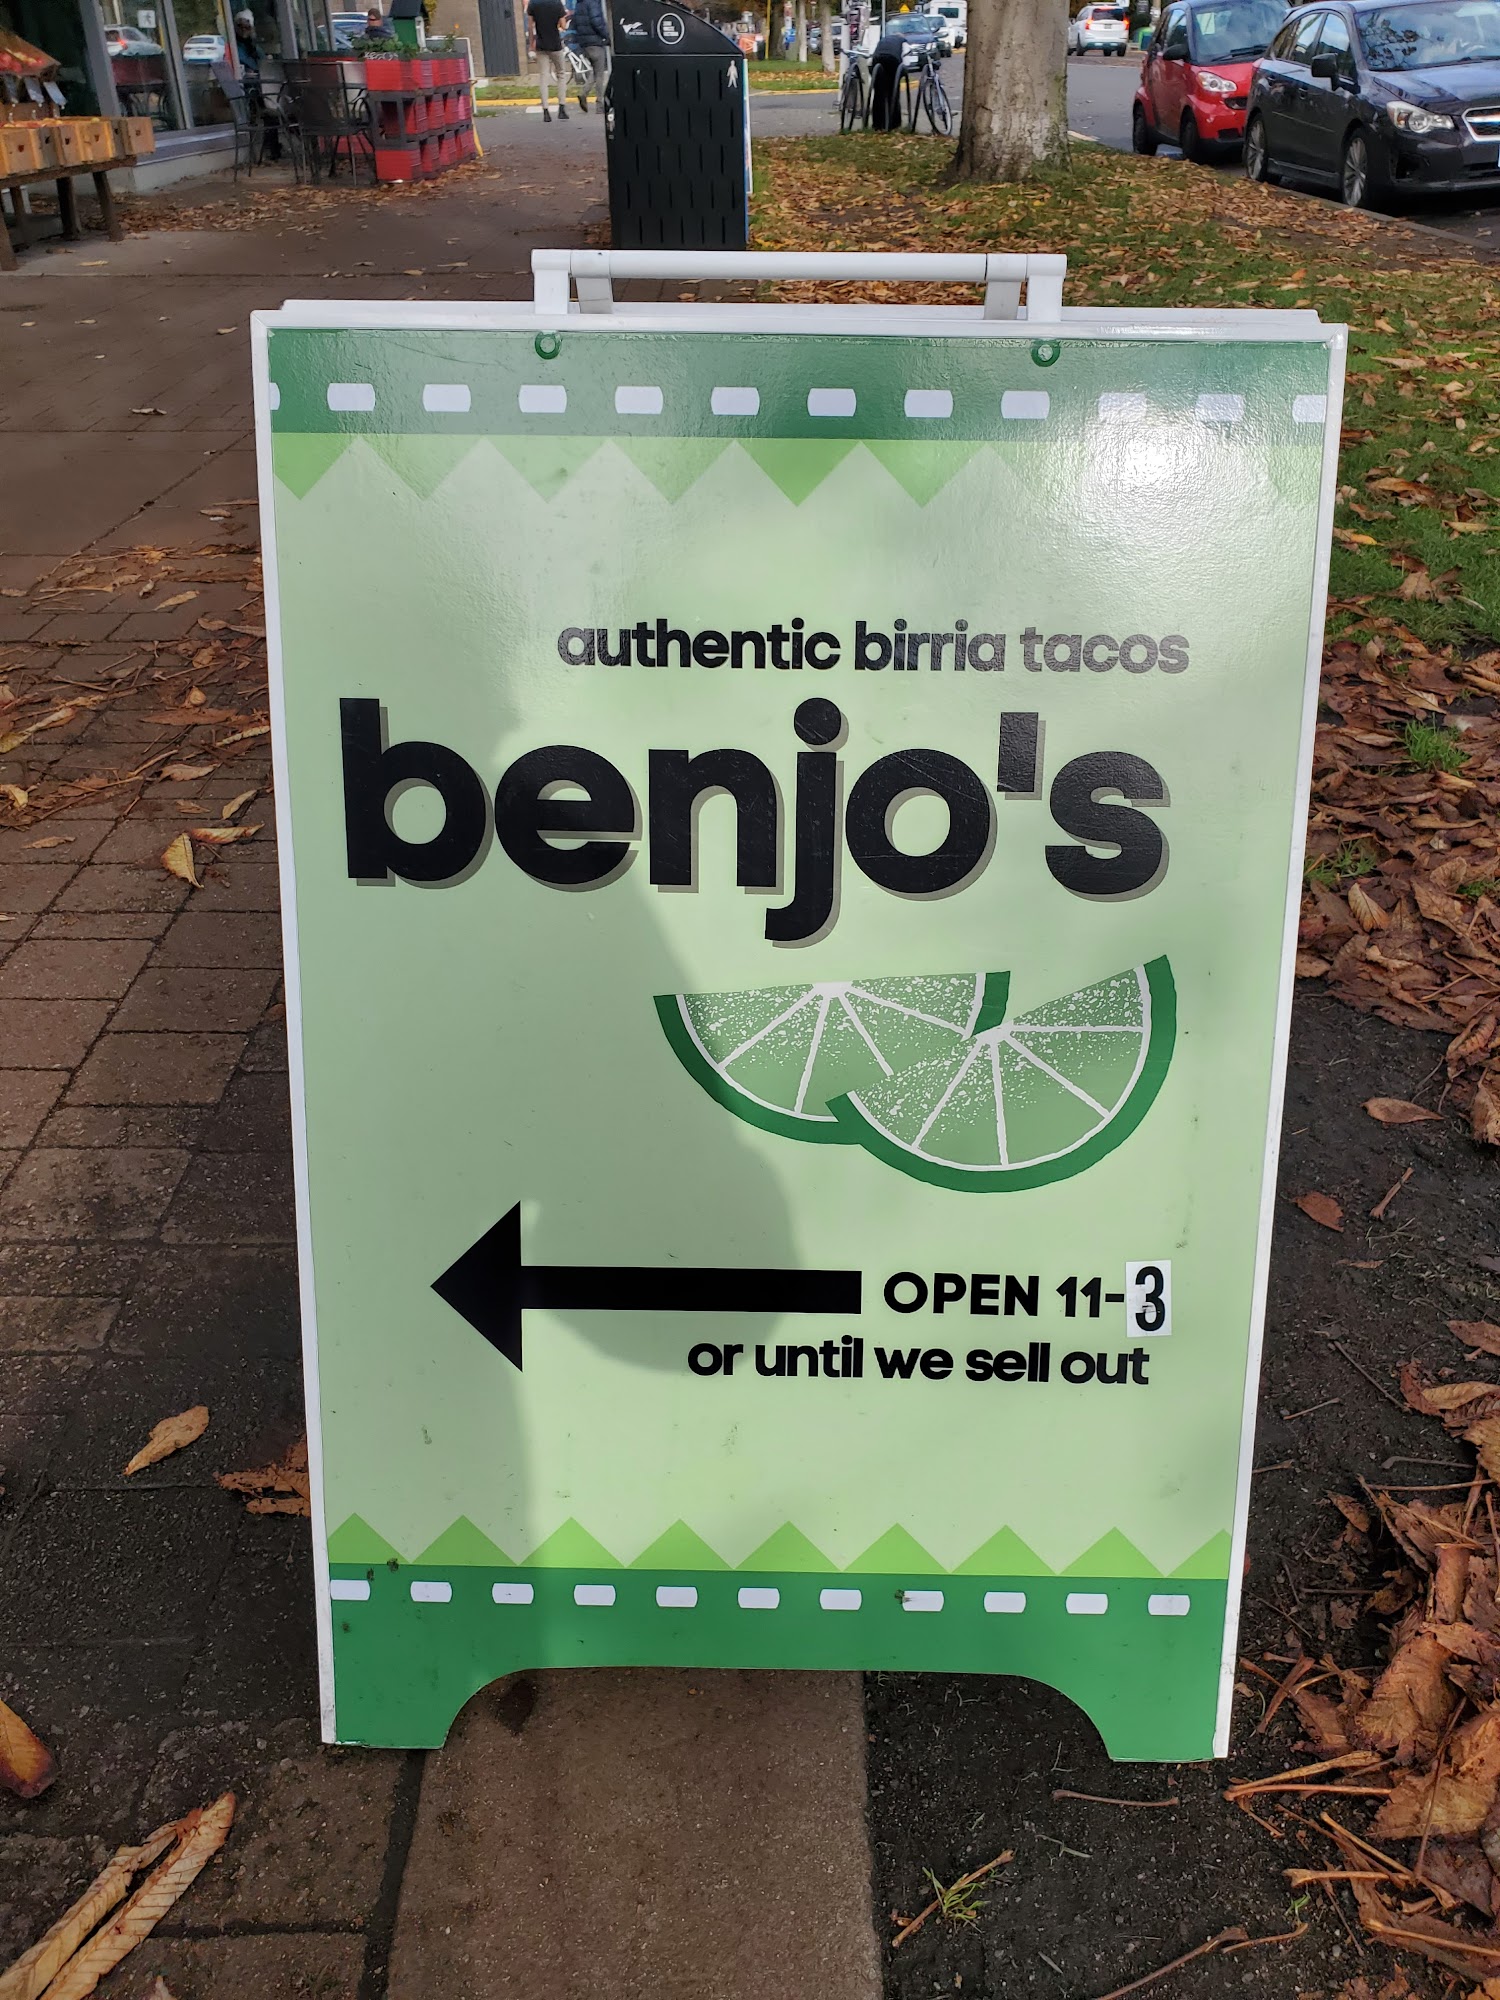 authentic birria tacos
benjo's
OPEN 11-3
or until we sell out